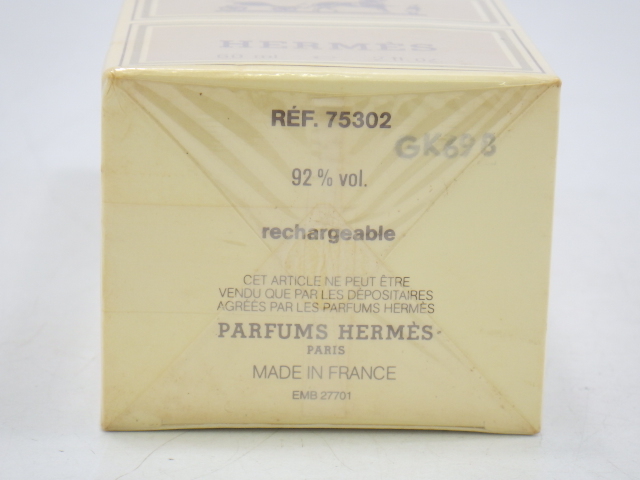 HERMÈS
RÉF. 75302
GK698
92 % vol.
rechargeable
CET ARTICLE NE PEUT ÊTRE
VENDU QUE PAR LES DÉPOSITAIRES
AGRÉÉS PAR LES PARFUMS HERMÈS
PARFUMS HERMÈS
PARIS
MADE IN FRANCE
EMB 27701